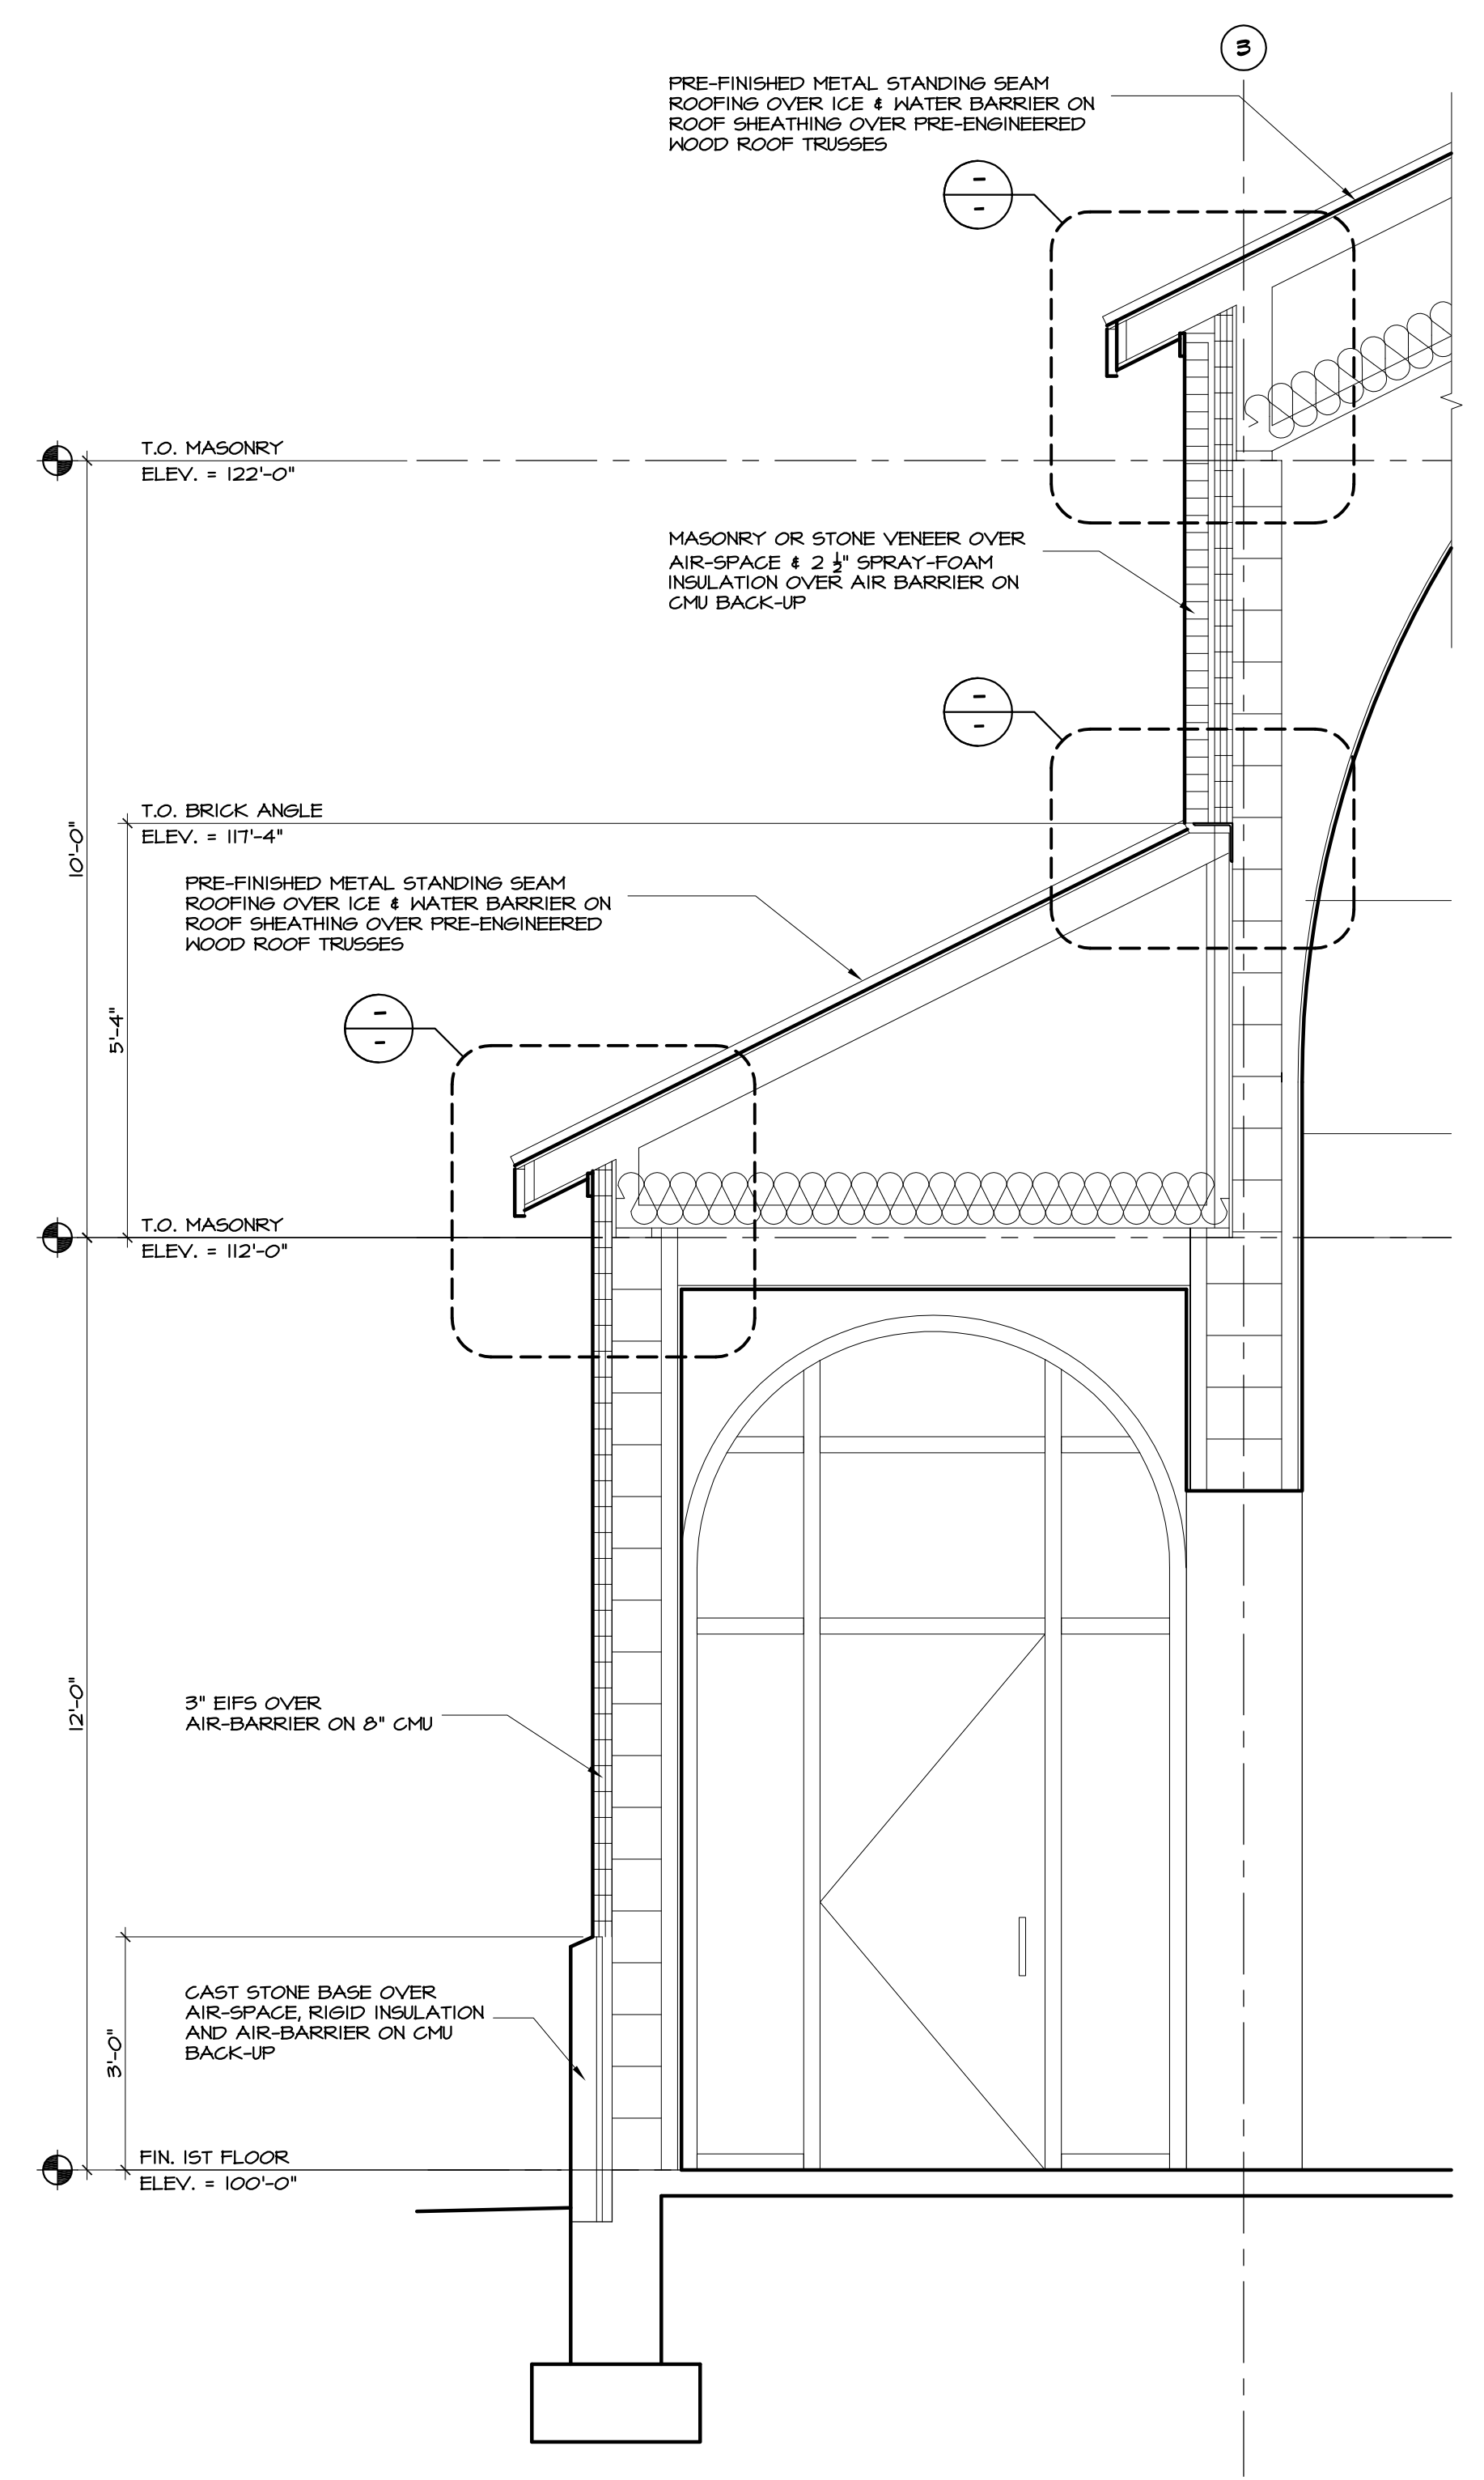 3
PRE-FINISHED METAL STANDING SEAM
ROOFING OVER ICE & WATER BARRIER ON
ROOF SHEATHING OVER PRE-ENGINEERED
WOOD ROOF TRUSSES
-
-
T.O. MASONRY
ELEV. = 122'-0"
MASONRY OR STONE VENEER OVER
AIR-SPACE & 2 ½" SPRAY-FOAM
INSULATION OVER AIR BARRIER ON
CMU BACK-UP
-
-
T.O. BRICK ANGLE
ELEV. = 117'-4"
10'-0"
PRE-FINISHED METAL STANDING SEAM
ROOFING OVER ICE & WATER BARRIER ON
ROOF SHEATHING OVER PRE-ENGINEERED
WOOD ROOF TRUSSES
5'-4"
-
-
T.O. MASONRY
ELEV. = 112'-0"
12'-0"
3" EIFS OVER
AIR-BARRIER ON 8" CMU
CAST STONE BASE OVER
AIR-SPACE, RIGID INSULATION
AND AIR-BARRIER ON CMU
BACK-UP
3'-0"
FIN. 1ST FLOOR
ELEV. = 100'-0"